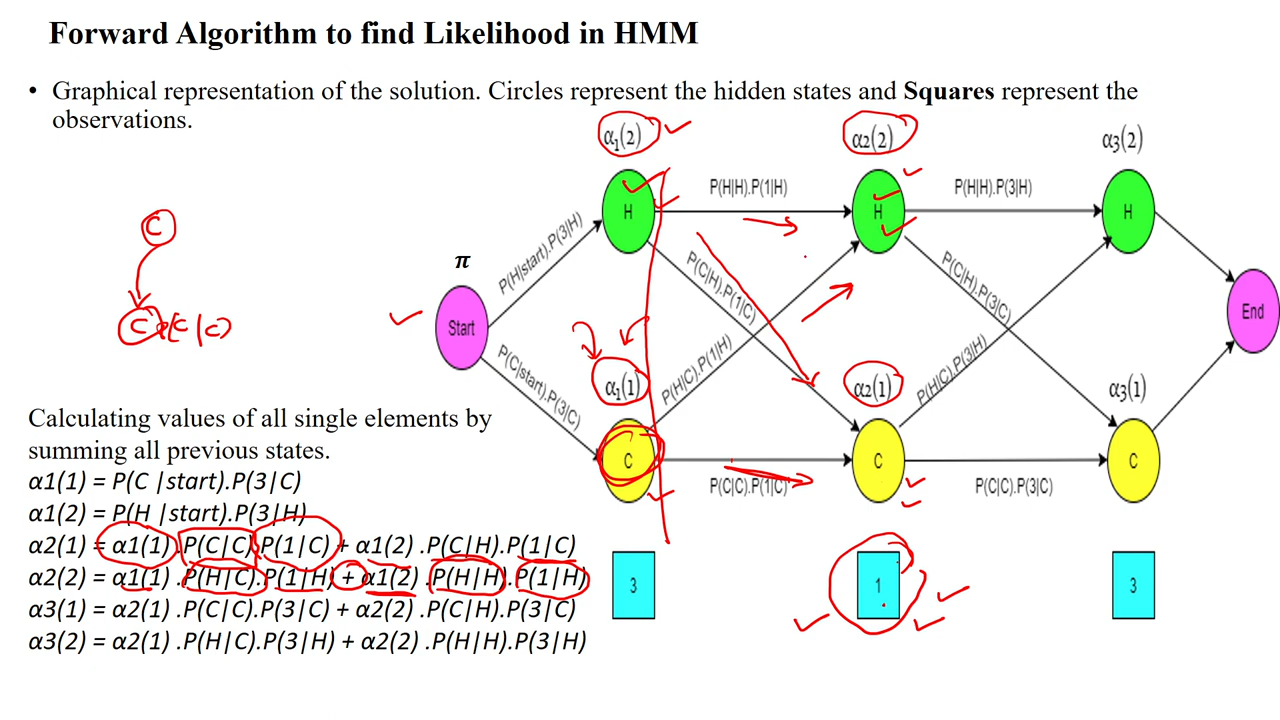 Forward Algorithm to find Likelihood in HMM
• Graphical representation of the solution. Circles represent the hidden states and Squares represent the
observations.
α1(2)
α2(2)
α3(2)
P(H|H).P(1|H)
P(H|H).P(3|H)
H
H
H
C
C
(C|C)
π
P(H|start).P(3|H)
P(C|H).P(1|C)
P(C|H).P(3|C)
Start
End
P(C|start).P(3|C)
P(H|C).P(1|H)
P(H|C).P(3|H)
α1(1)
α2(1)
α3(1)
C
C
C
P(C|C).P(1|C)
P(C|C).P(3|C)
3
1
3
Calculating values of all single elements by
summing all previous states.
α1(1) = P(C |start).P(3|C)
α1(2) = P(H |start).P(3|H)
α2(1) = α1(1) .P(C|C).P(1|C) + α1(2) .P(C|H).P(1|C)
α2(2) = α1(1) .P(H|C).P(1|H) + α1(2) .P(H|H).P(1|H)
α3(1) = α2(1) .P(C|C).P(3|C) + α2(2) .P(C|H).P(3|C)
α3(2) = α2(1) .P(H|C).P(3|H) + α2(2) .P(H|H).P(3|H)